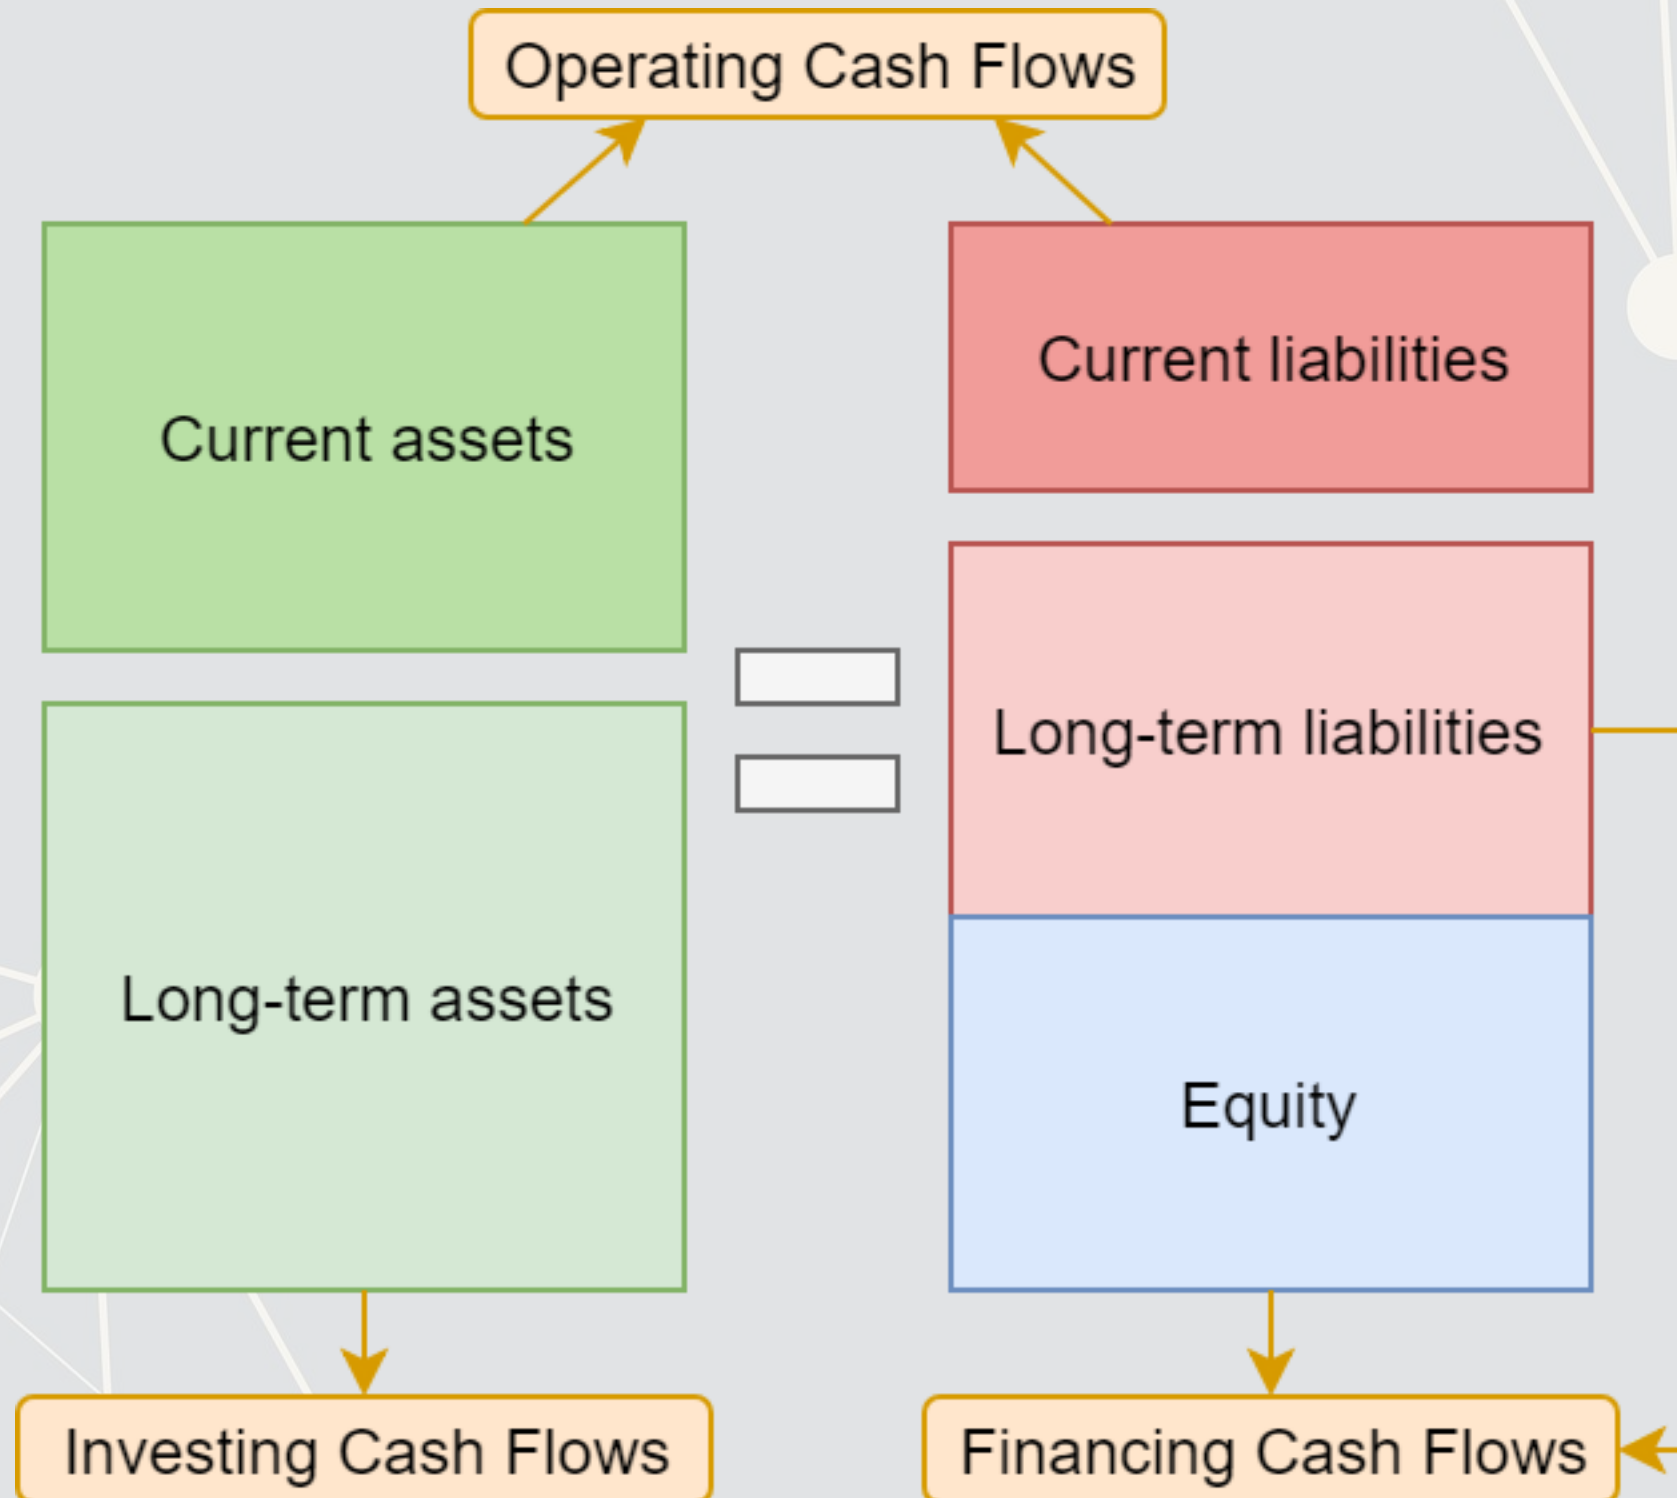 Operating Cash Flows
Current assets
Current liabilities
Long-term assets
Long-term liabilities
Equity
Investing Cash Flows
Financing Cash Flows